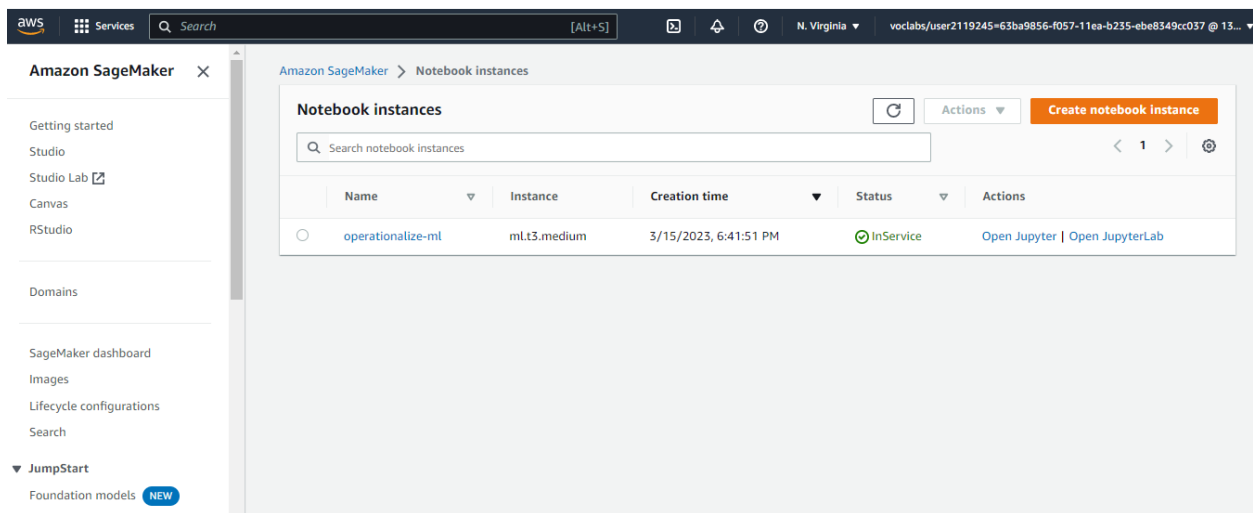 aws Services Search [Alt+S] N. Virginia ▼ voclabs/user2119245=63ba9856-f057-11ea-b235-ebe8349cc037 @ 13... ▼
Amazon SageMaker
Getting started
Studio
Studio Lab
Canvas
RStudio
Domains
SageMaker dashboard
Images
Lifecycle configurations
Search
▼ JumpStart
Foundation models NEW
Amazon SageMaker > Notebook instances
Notebook instances
Actions ▼ Create notebook instance
Search notebook instances
< 1 >
Name Instance Creation time ▼ Status Actions
operationalize-ml ml.t3.medium 3/15/2023, 6:41:51 PM InService Open Jupyter | Open JupyterLab